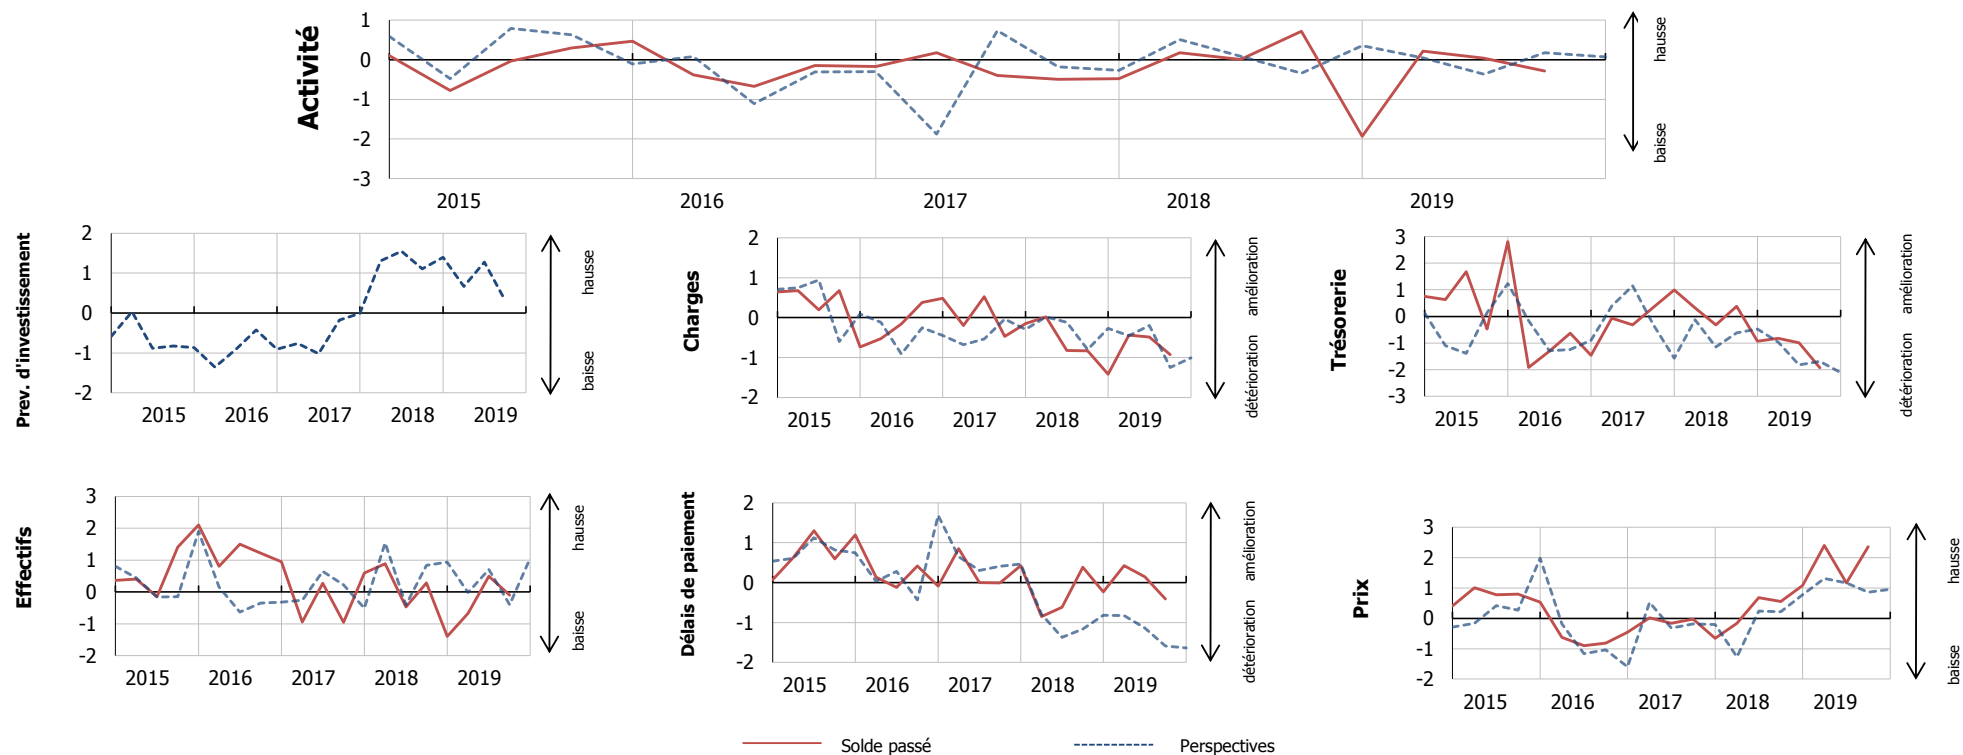 Activité
1
0
-1
-2
-3
2015 2016 2017 2018 2019
hausse
baisse
Prev. d'investissement
2
1
0
-1
-2
2015 2016 2017 2018 2019
hausse
baisse
Charges
2
1
0
-1
-2
2015 2016 2017 2018 2019
amélioration
détérioration
Trésorerie
3
2
1
0
-1
-2
-3
2015 2016 2017 2018 2019
amélioration
détérioration
Effectifs
3
2
1
0
-1
-2
2015 2016 2017 2018 2019
hausse
baisse
Délais de paiement
2
1
0
-1
-2
2015 2016 2017 2018 2019
amélioration
détérioration
Prix
3
2
1
0
-1
-2
2015 2016 2017 2018 2019
hausse
baisse
Solde passé Perspectives